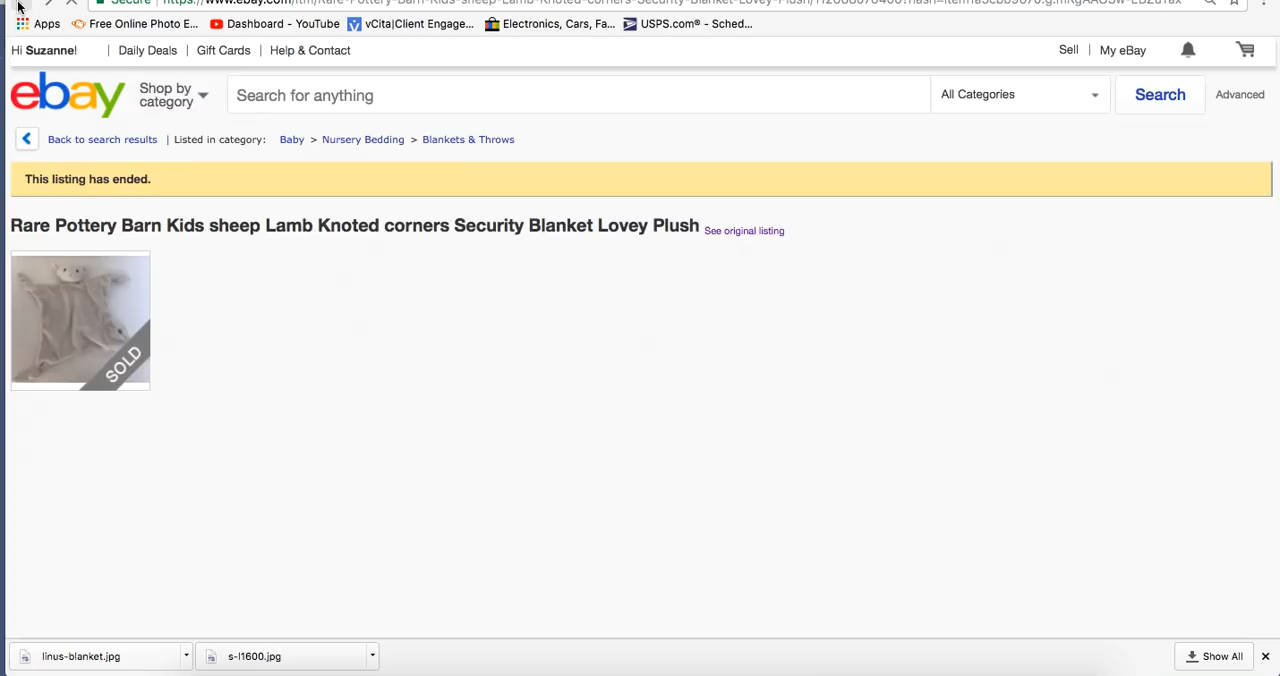 Secure https://www.ebay.com
Apps Free Online Photo E... Dashboard - YouTube vCita|Client Engage... Electronics, Cars, Fa... USPS.com® - Sched...
Hi Suzanne! | Daily Deals | Gift Cards | Help & Contact Sell | My eBay
ebay Shop by category Search for anything All Categories Search Advanced
Back to search results | Listed in category: Baby > Nursery Bedding > Blankets & Throws
This listing has ended.
Rare Pottery Barn Kids sheep Lamb Knoted corners Security Blanket Lovey Plush See original listing
SOLD
linus-blanket.jpg s-l1600.jpg Show All